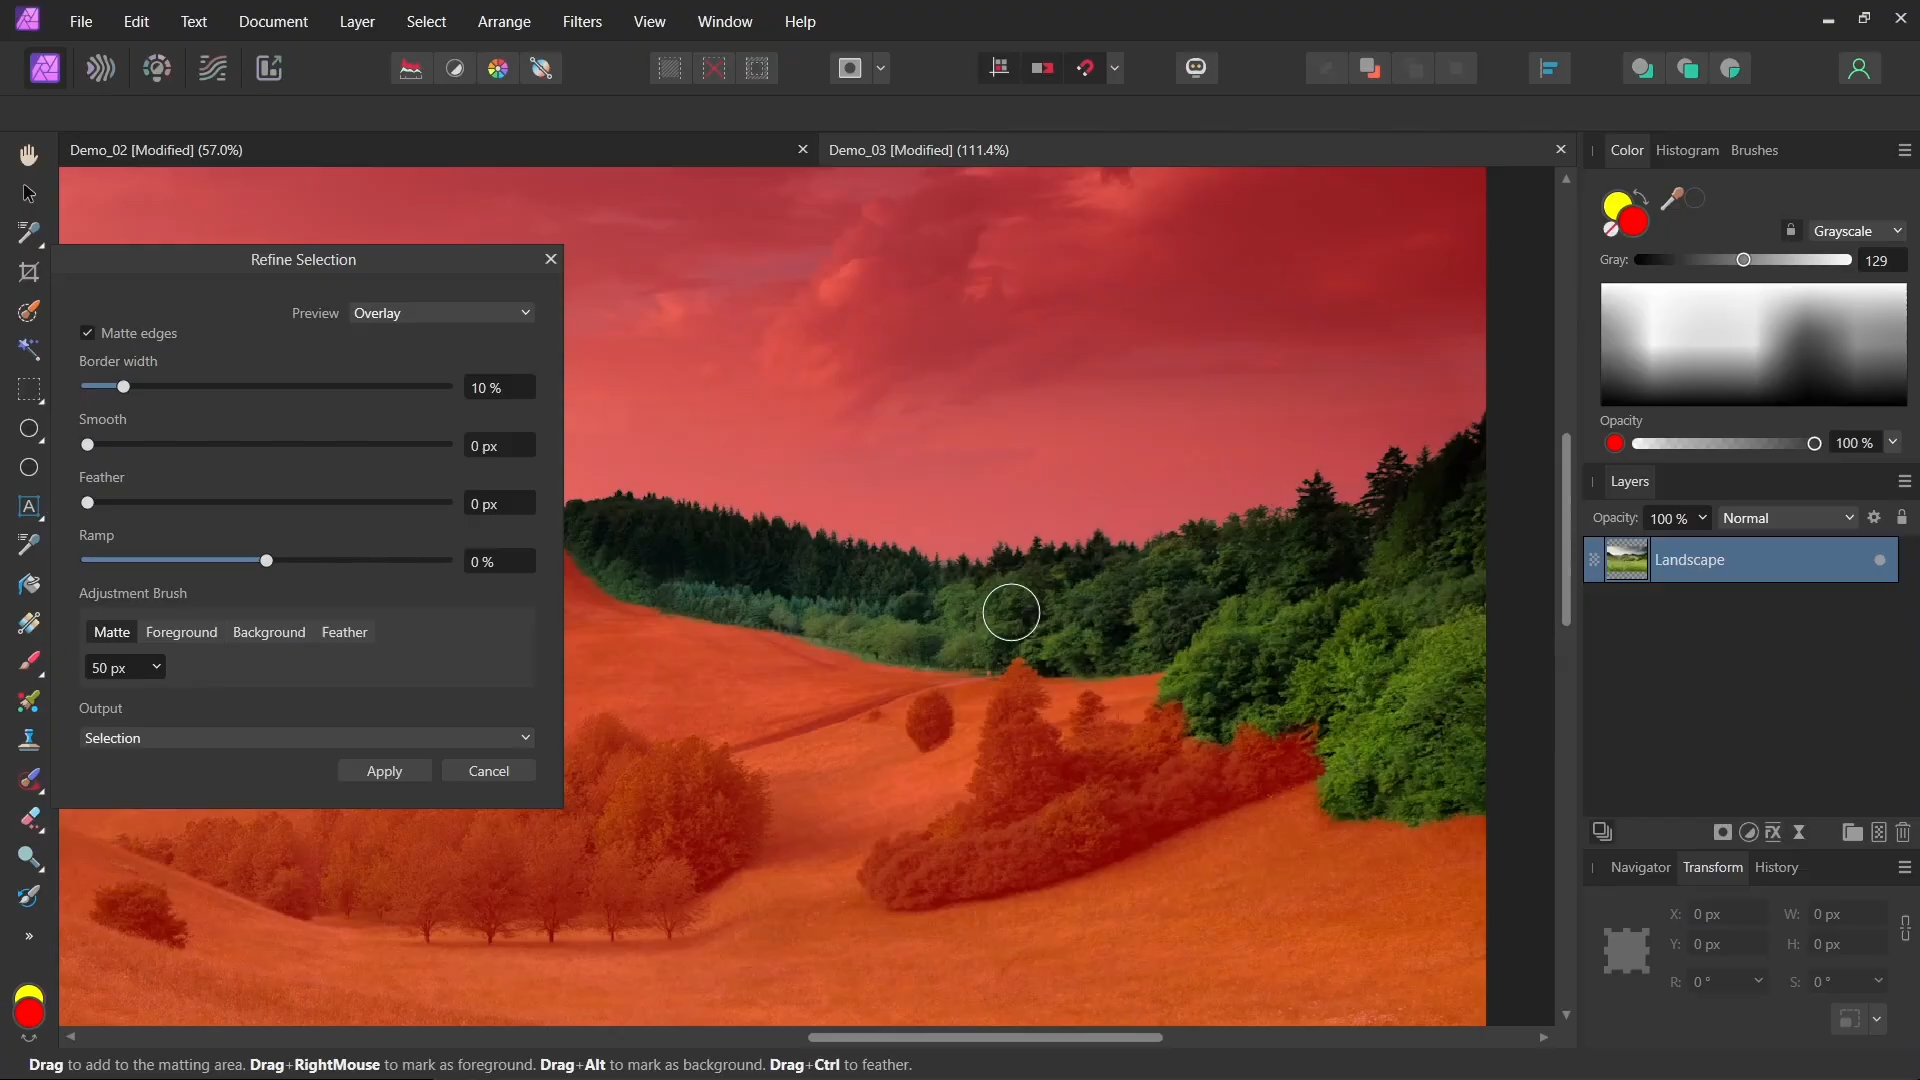 File Edit Text Document Layer Select Arrange Filters View Window Help
Demo_02 [Modified] (57.0%)
Demo_03 [Modified] (111.4%)
Color Histogram Brushes
Grayscale
Gray: 129
Opacity
100 %
Layers
Opacity: 100 % Normal
Landscape
Navigator Transform History
X: 0 px W: 0 px
Y: 0 px H: 0 px
R: 0 ° S: 0 °
Refine Selection
Preview Overlay
Matte edges
Border width
10 %
Smooth
0 px
Feather
0 px
Ramp
0 %
Adjustment Brush
Matte Foreground Background Feather
50 px
Output
Selection
Apply Cancel
A
FX
Drag to add to the matting area. Drag+RightMouse to mark as foreground. Drag+Alt to mark as background. Drag+Ctrl to feather.